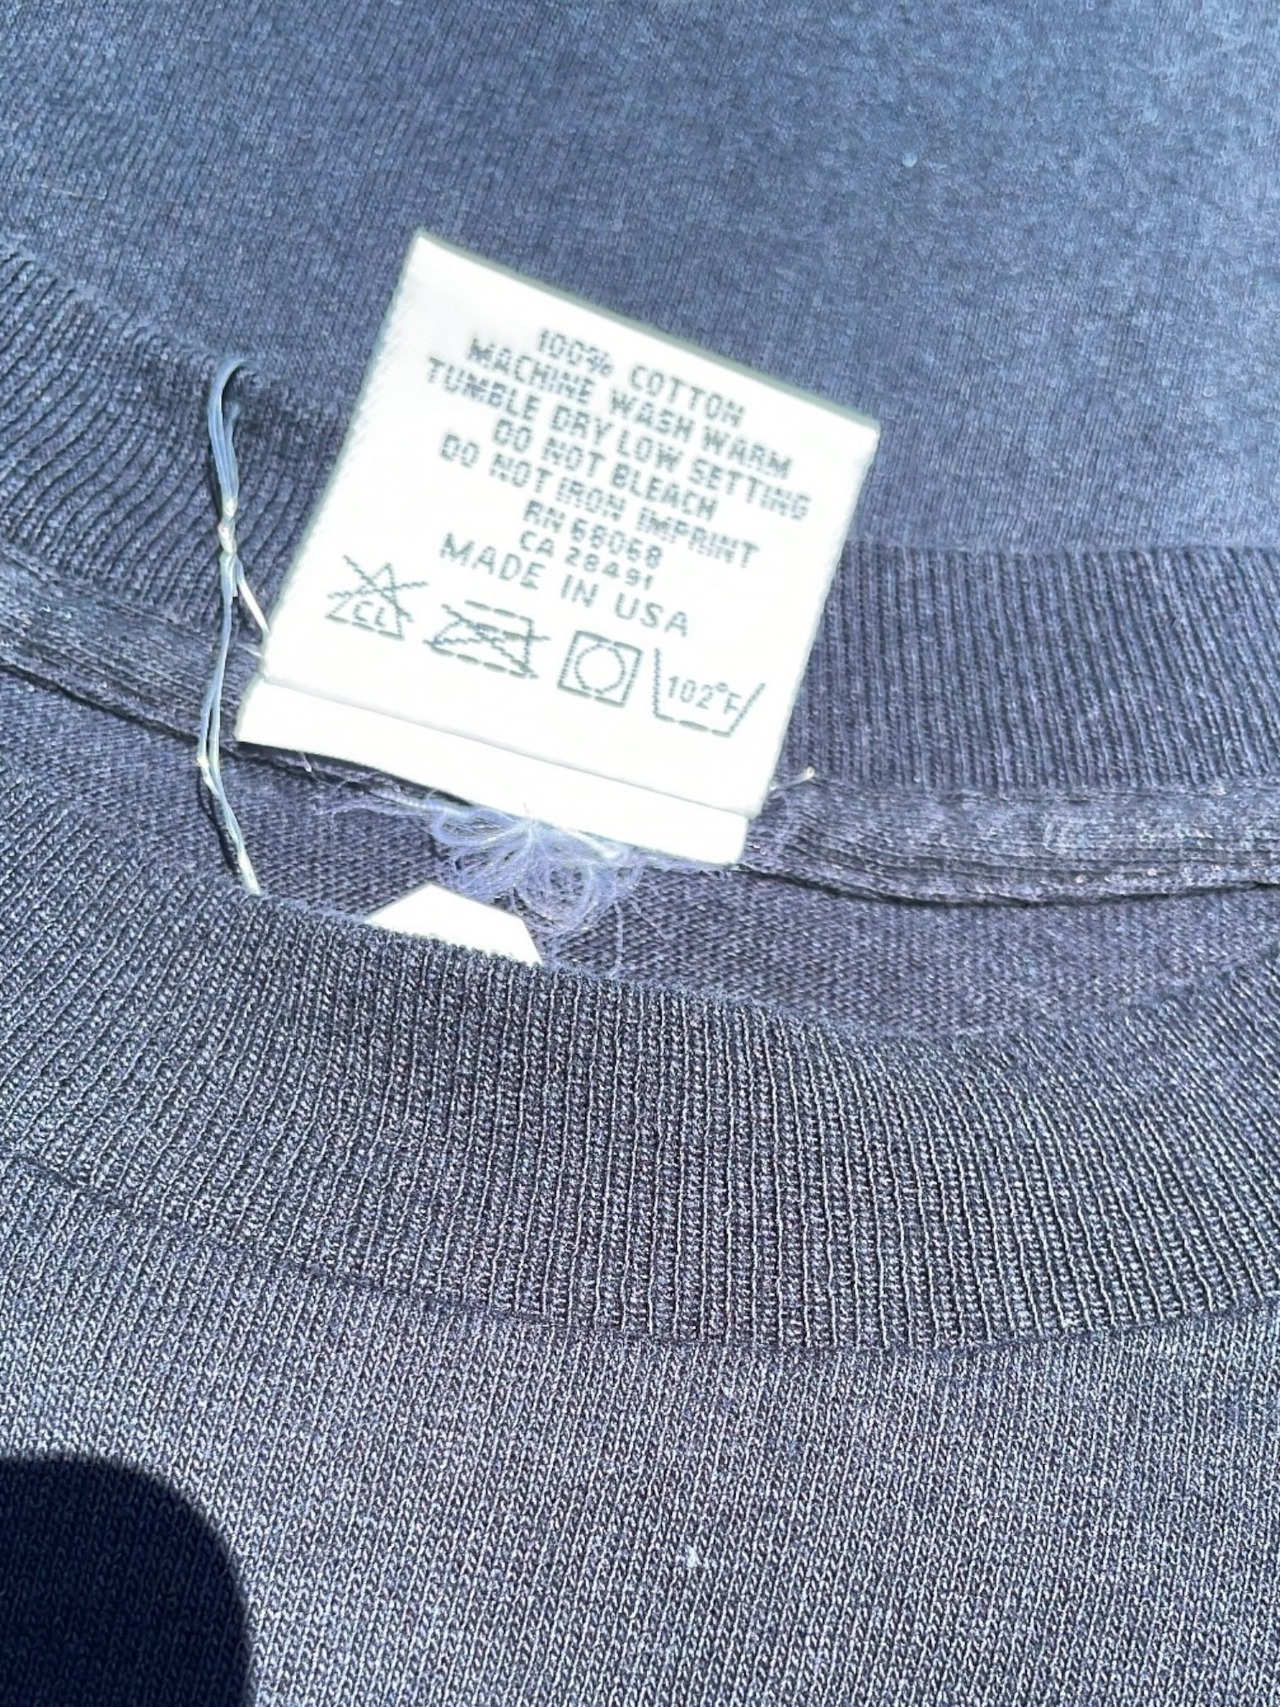 100% COTTON
MACHINE WASH WARM
TUMBLE DRY LOW SETTING
DO NOT BLEACH
DO NOT IRON IMPRINT
RN 68068
CA 28491
MADE IN USA
CL 102°F